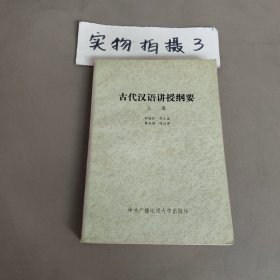 实物拍摄3
古代汉语讲授纲要
上册
中央广播电视大学出版社